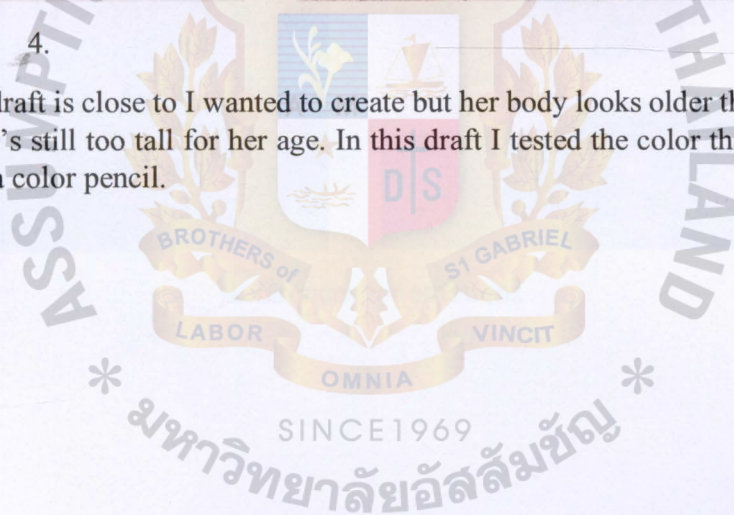 4.
draft is close to I wanted to create but her body looks older th
's still too tall for her age. In this draft I tested the color th
a color pencil.
ASSUMPTIO
THAILAND
D S
BROTHERS of
ST GABRIEL
LABOR
VINCIT
OMNIA
* *
SINCE1969
มหาวิทยาลัยอัสสัมชัญ